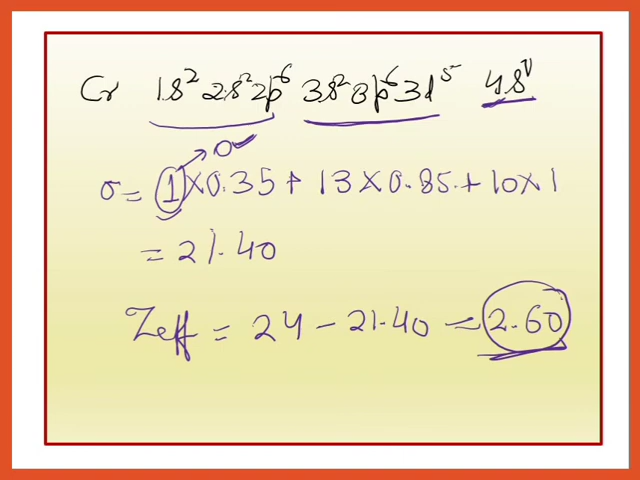 Cr 1s² 2s² 2p⁶ 3s² 3p⁶ 3d⁵ 4s¹
0
σ = 1 × 0.35 + 13 × 0.85 + 10 × 1
= 21.40
Zeff = 24 - 21.40 = 2.60